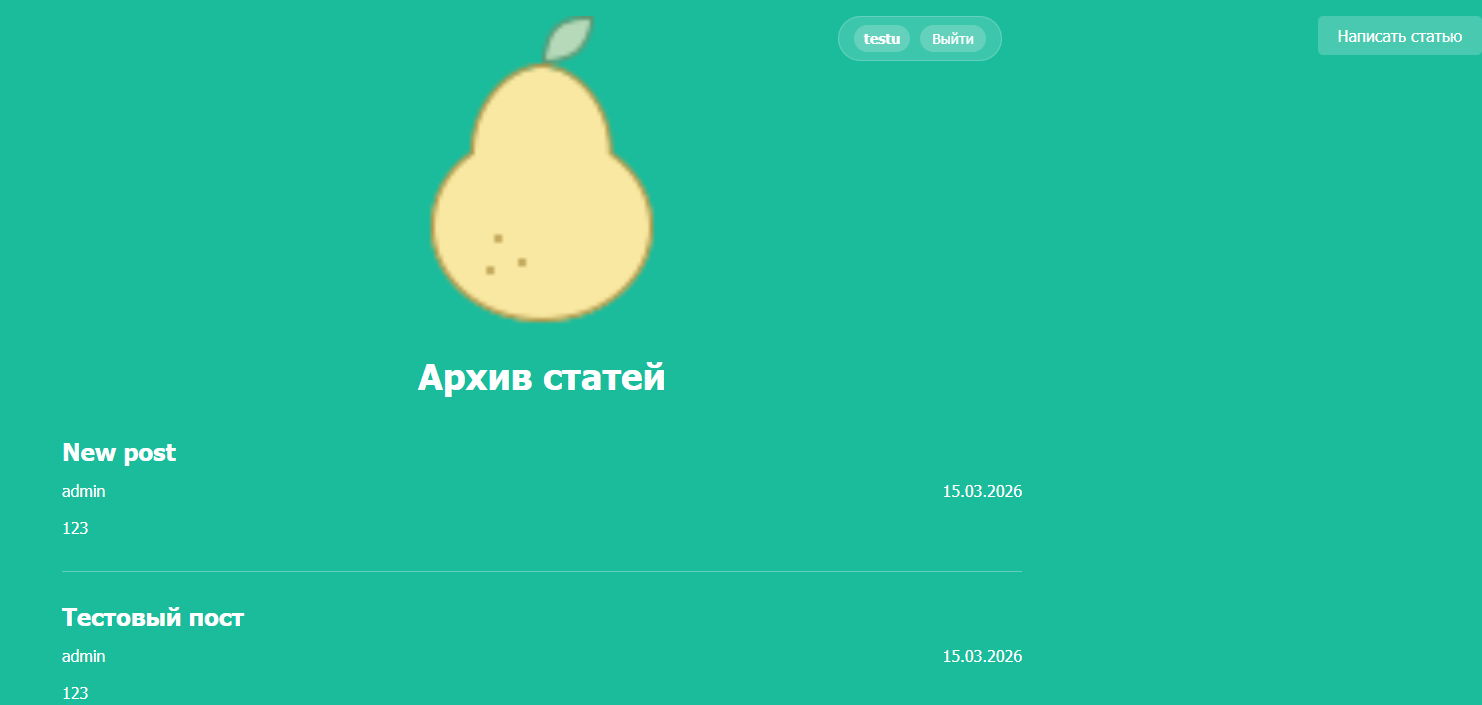 testu Выйти
Написать статью
Архив статей
New post
admin 15.03.2026
123
Тестовый пост
admin 15.03.2026
123